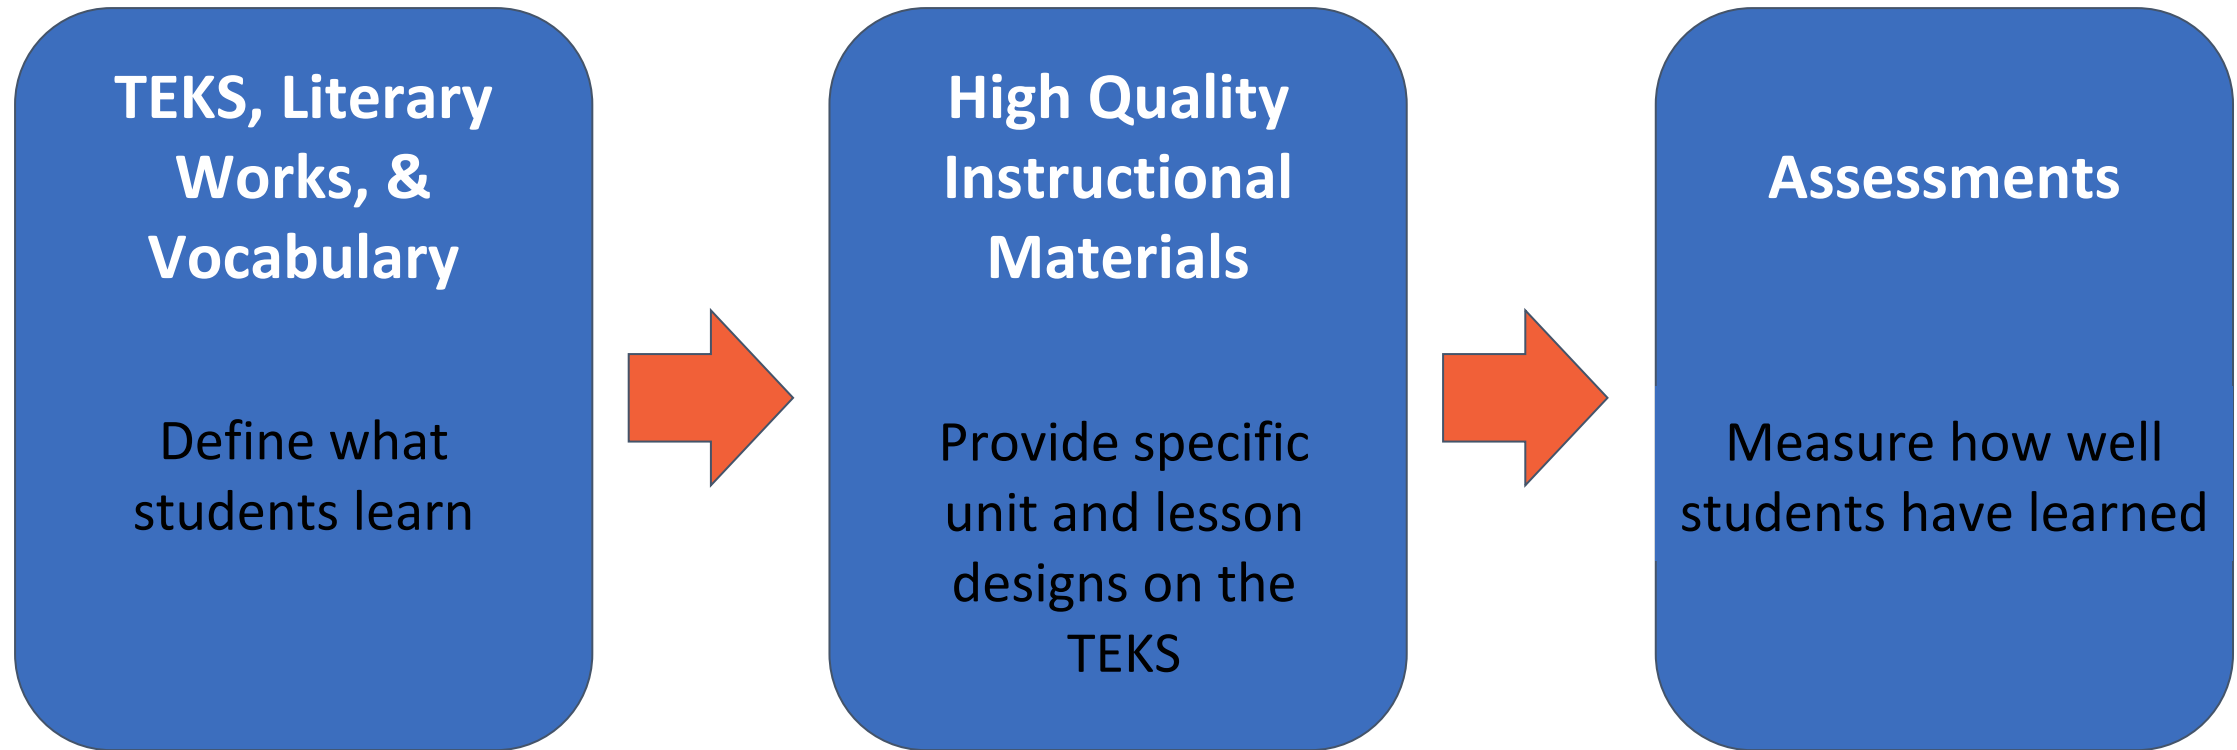 TEKS, Literary
Works, &
Vocabulary
Define what
students learn
High Quality
Instructional
Materials
Provide specific
unit and lesson
designs on the
TEKS
Assessments
Measure how well
students have learned